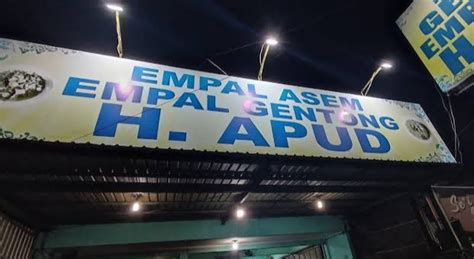 EMPAL ASEM
EMPAL GENTONG
H. APUD